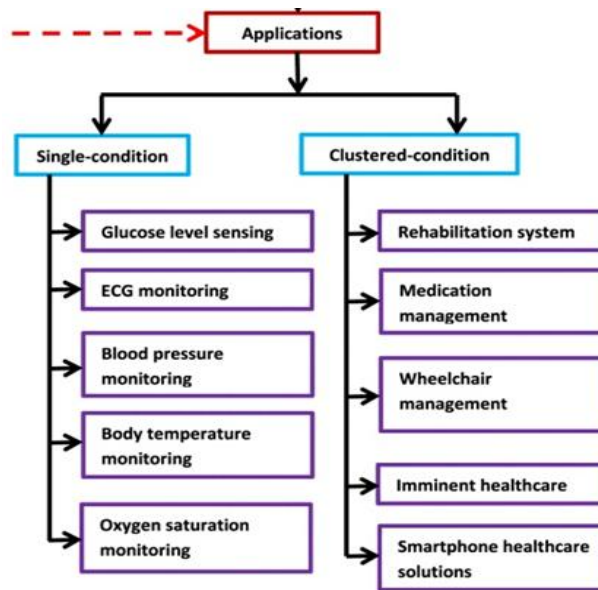 Applications
Single-condition
Clustered-condition
Glucose level sensing
ECG monitoring
Blood pressure
monitoring
Body temperature
monitoring
Oxygen saturation
monitoring
Rehabilitation system
Medication
management
Wheelchair
management
Imminent healthcare
Smartphone healthcare
solutions